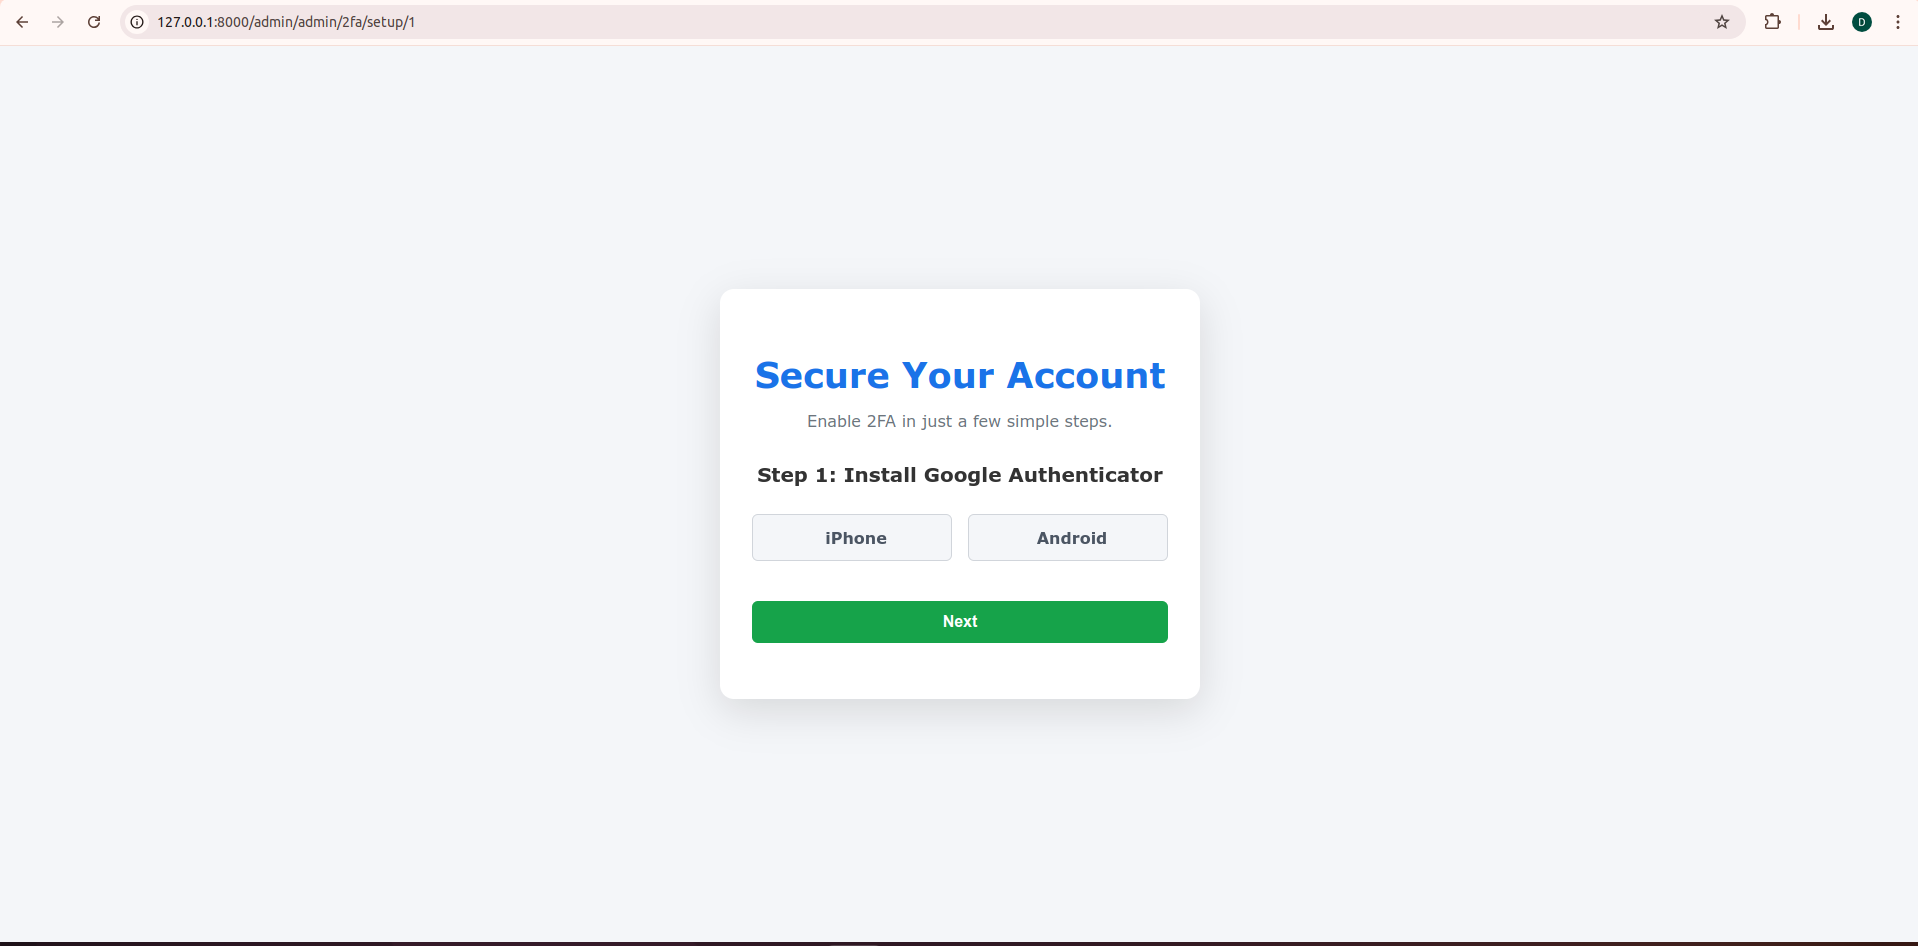 127.0.0.1:8000/admin/admin/2fa/setup/1
D
Secure Your Account
Enable 2FA in just a few simple steps.
Step 1: Install Google Authenticator
iPhone
Android
Next